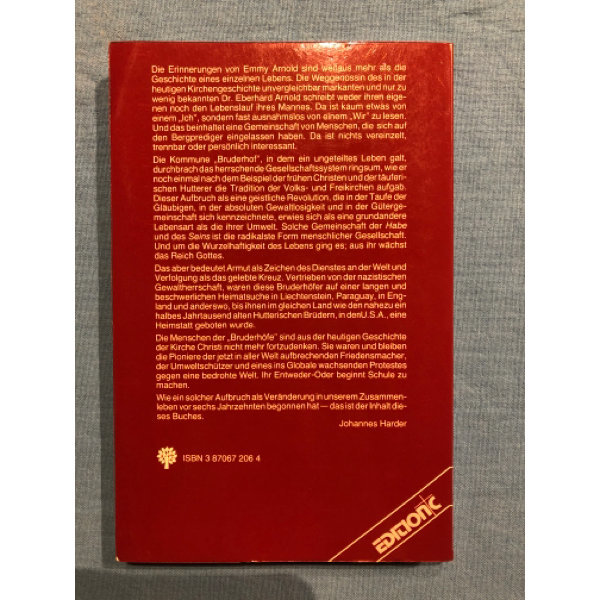 Die Erinnerungen von Emmy Arnold sind weitaus mehr als die
Geschichte eines einzelnen Lebens. Die Weggenossin des in der
heutigen Kirchengeschichte unvergleichbar markanten und nur zu
wenig bekannten Dr. Eberhard Arnold schreibt weder ihren eige-
nen noch den Lebenslauf ihres Mannes. Da ist kaum etwas von
einem „Ich”, sondern fast ausnahmslos von einem „Wir” zu lesen.
Und das beinhaltet eine Gemeinschaft von Menschen, die sich auf
den Bergprediger eingelassen haben. Da ist nichts vereinzelt,
trennbar oder persönlich interessant.
Die Kommune „Bruderhof”, in dem ein ungeteiltes Leben galt,
durchbrach das herrschende Gesellschaftssystem ringsum, wie er
noch einmal nach dem Beispiel der frühen Christen und der täuferi-
schen Hutterer die Tradition der Volks- und Freikirchen aufgab.
Dieser Aufbruch als eine geistliche Revolution, die in der Taufe der
Gläubigen, in der absoluten Gewaltlosigkeit und in der Güterge-
meinschaft sich kennzeichnete, erwies sich als eine grundandere
Lebensart als die ihrer Umwelt. Solche Gemeinschaft der Habe
und des Seins ist die radikalste Form menschlicher Gesellschaft.
Und um die Wurzelhaftigkeit des Lebens ging es; aus ihr wächst
das Reich Gottes.
Das aber bedeutet Armut als Zeichen des Dienstes an der Welt und
Verfolgung als das gelebte Kreuz. Vertrieben von der nazistischen
Gewaltherrschaft, waren diese Bruderhöfer auf einer langen und
beschwerlichen Heimatsuche in Liechtenstein, Paraguay, in Eng-
land und anderswo, bis ihnen im gleichen Land wie den nahezu ein
halbes Jahrtausend alten Hutterischen Brüdern, in den U.S.A., eine
Heimstatt geboten wurde.
Die Menschen der „Bruderhöfe” sind aus der heutigen Geschichte
der Kirche Christi nicht mehr fortzudenken. Sie waren und bleiben
die Pioniere der jetzt in aller Welt aufbrechenden Friedensmacher,
der Umweltschützer und eines ins Globale wachsenden Protestes
gegen eine bedrohte Welt. Ihr Entweder-Oder beginnt Schule zu
machen.
Wie ein solcher Aufbruch als Veränderung in unserem Zusammen-
leben vor sechs Jahrzehnten begonnen hat — das ist der Inhalt die-
ses Buches.
Johannes Harder
ISBN 3 87067 206 4
EDITION C